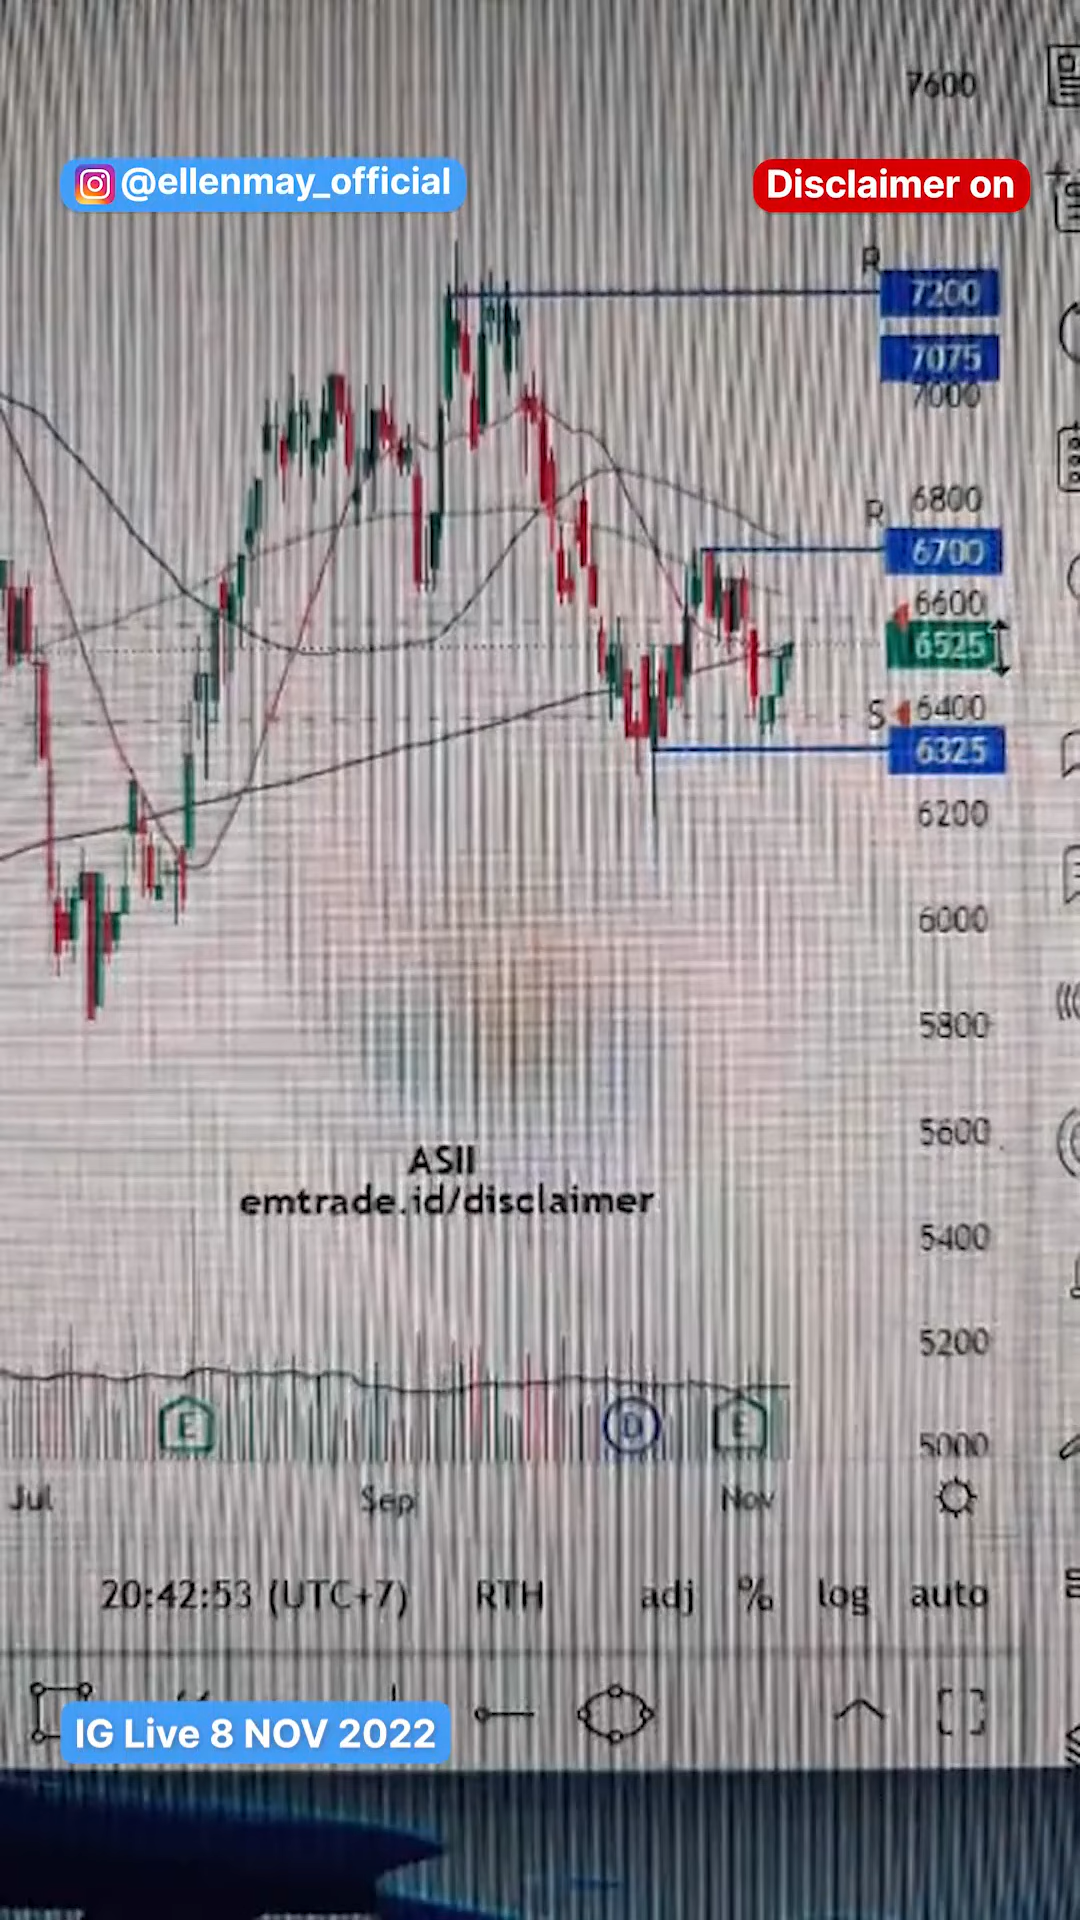 7600
@ellenmay_official
Disclaimer on
R
7200
7075
7000
6800
R
6700
6600
6525
S
6400
6325
6200
6000
5800
5600
ASII
emtrade.id/disclaimer
5400
5200
E
D
E
5000
Jul
Sep
Nov
20:42:53 (UTC+7)
RTH
adj
%
log
auto
IG Live 8 NOV 2022